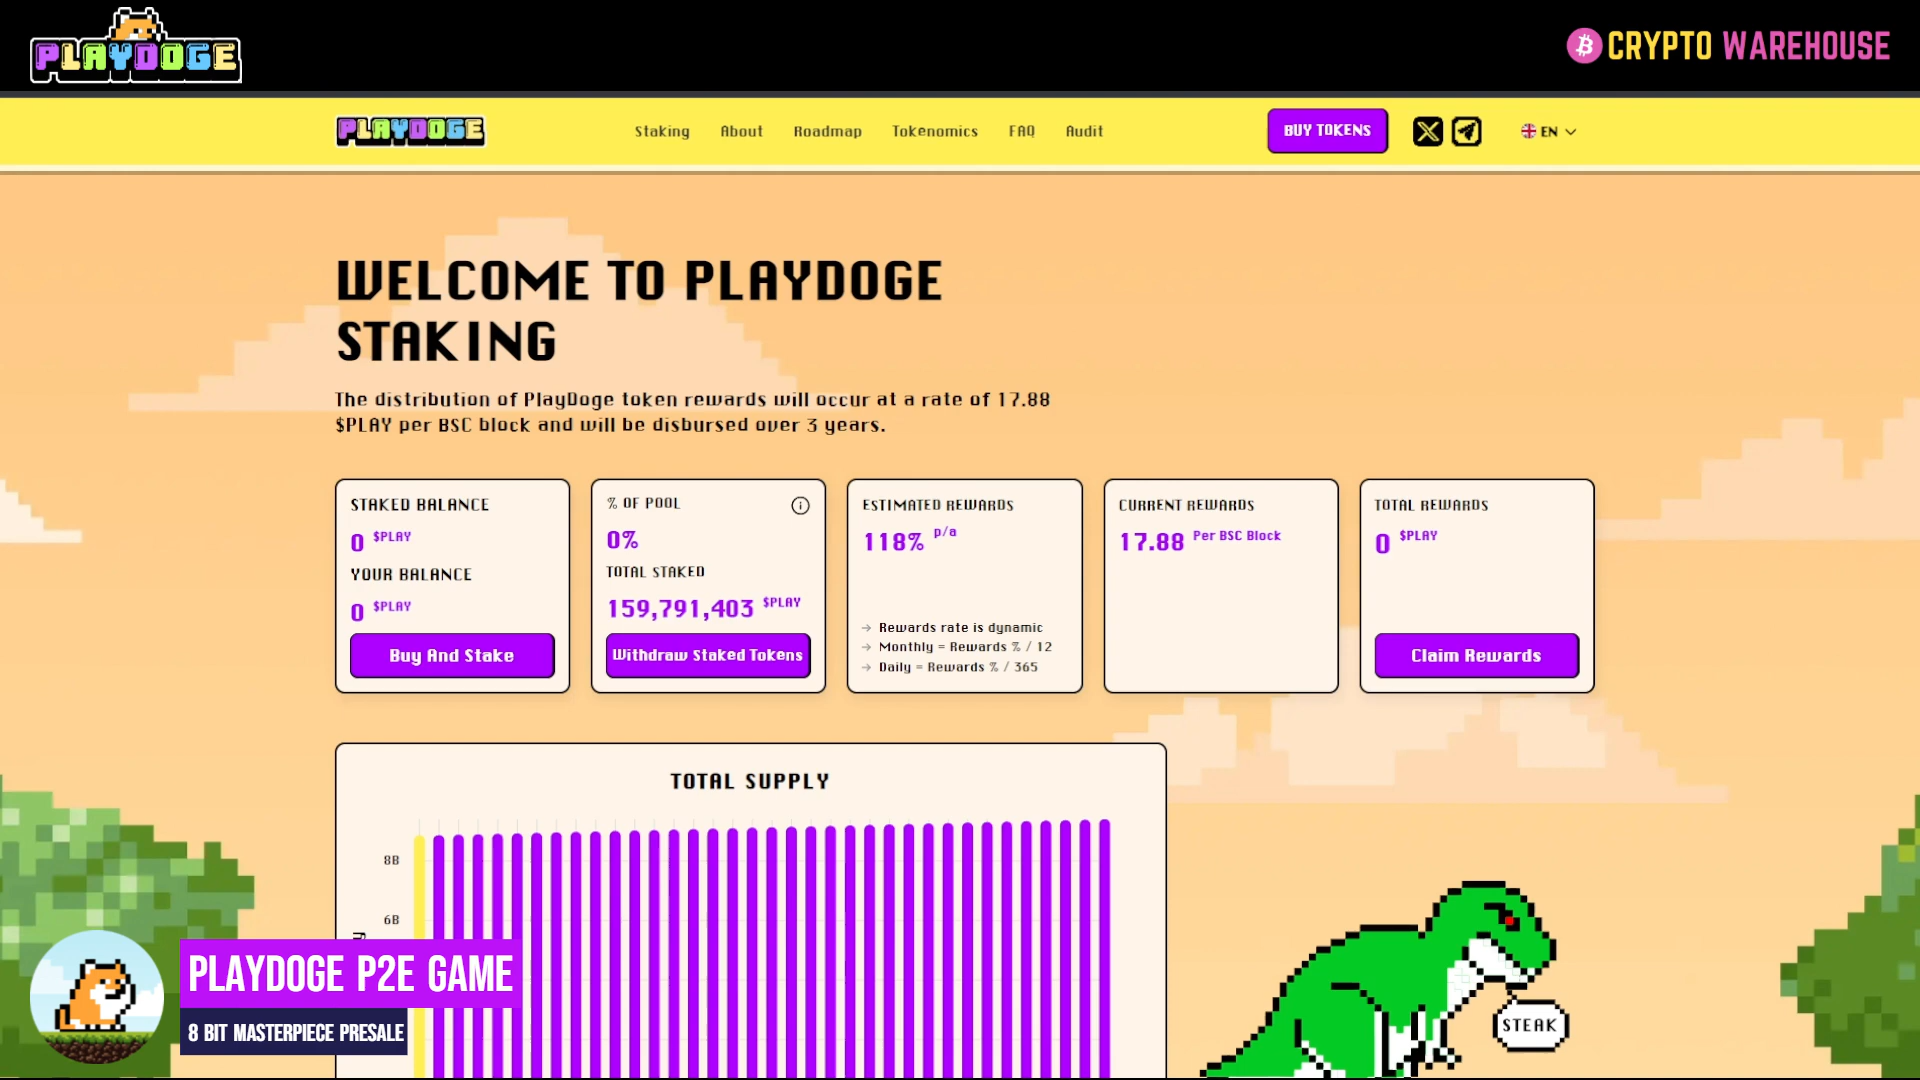 PLAYDOGE
CRYPTO WAREHOUSE
PLAYDOGE
Staking
About
Roadmap
Tokenomics
FAQ
Audit
BUY TOKENS
EN
WELCOME TO PLAYDOGE
STAKING
The distribution of PlayDoge token rewards will occur at a rate of 17.88
$PLAY per BSC block and will be disbursed over 3 years.
STAKED BALANCE
0 $PLAY
YOUR BALANCE
0 $PLAY
Buy And Stake
% OF POOL
0%
TOTAL STAKED
159,791,403 $PLAY
Withdraw Staked Tokens
ESTIMATED REWARDS
118% p/a
→ Rewards rate is dynamic
→ Monthly = Rewards % / 12
→ Daily = Rewards % / 365
CURRENT REWARDS
17.88 Per BSC Block
TOTAL REWARDS
0 $PLAY
Claim Rewards
TOTAL SUPPLY
8B
6B
STEAK
PLAYDOGE P2E GAME
8 BIT MASTERPIECE PRESALE